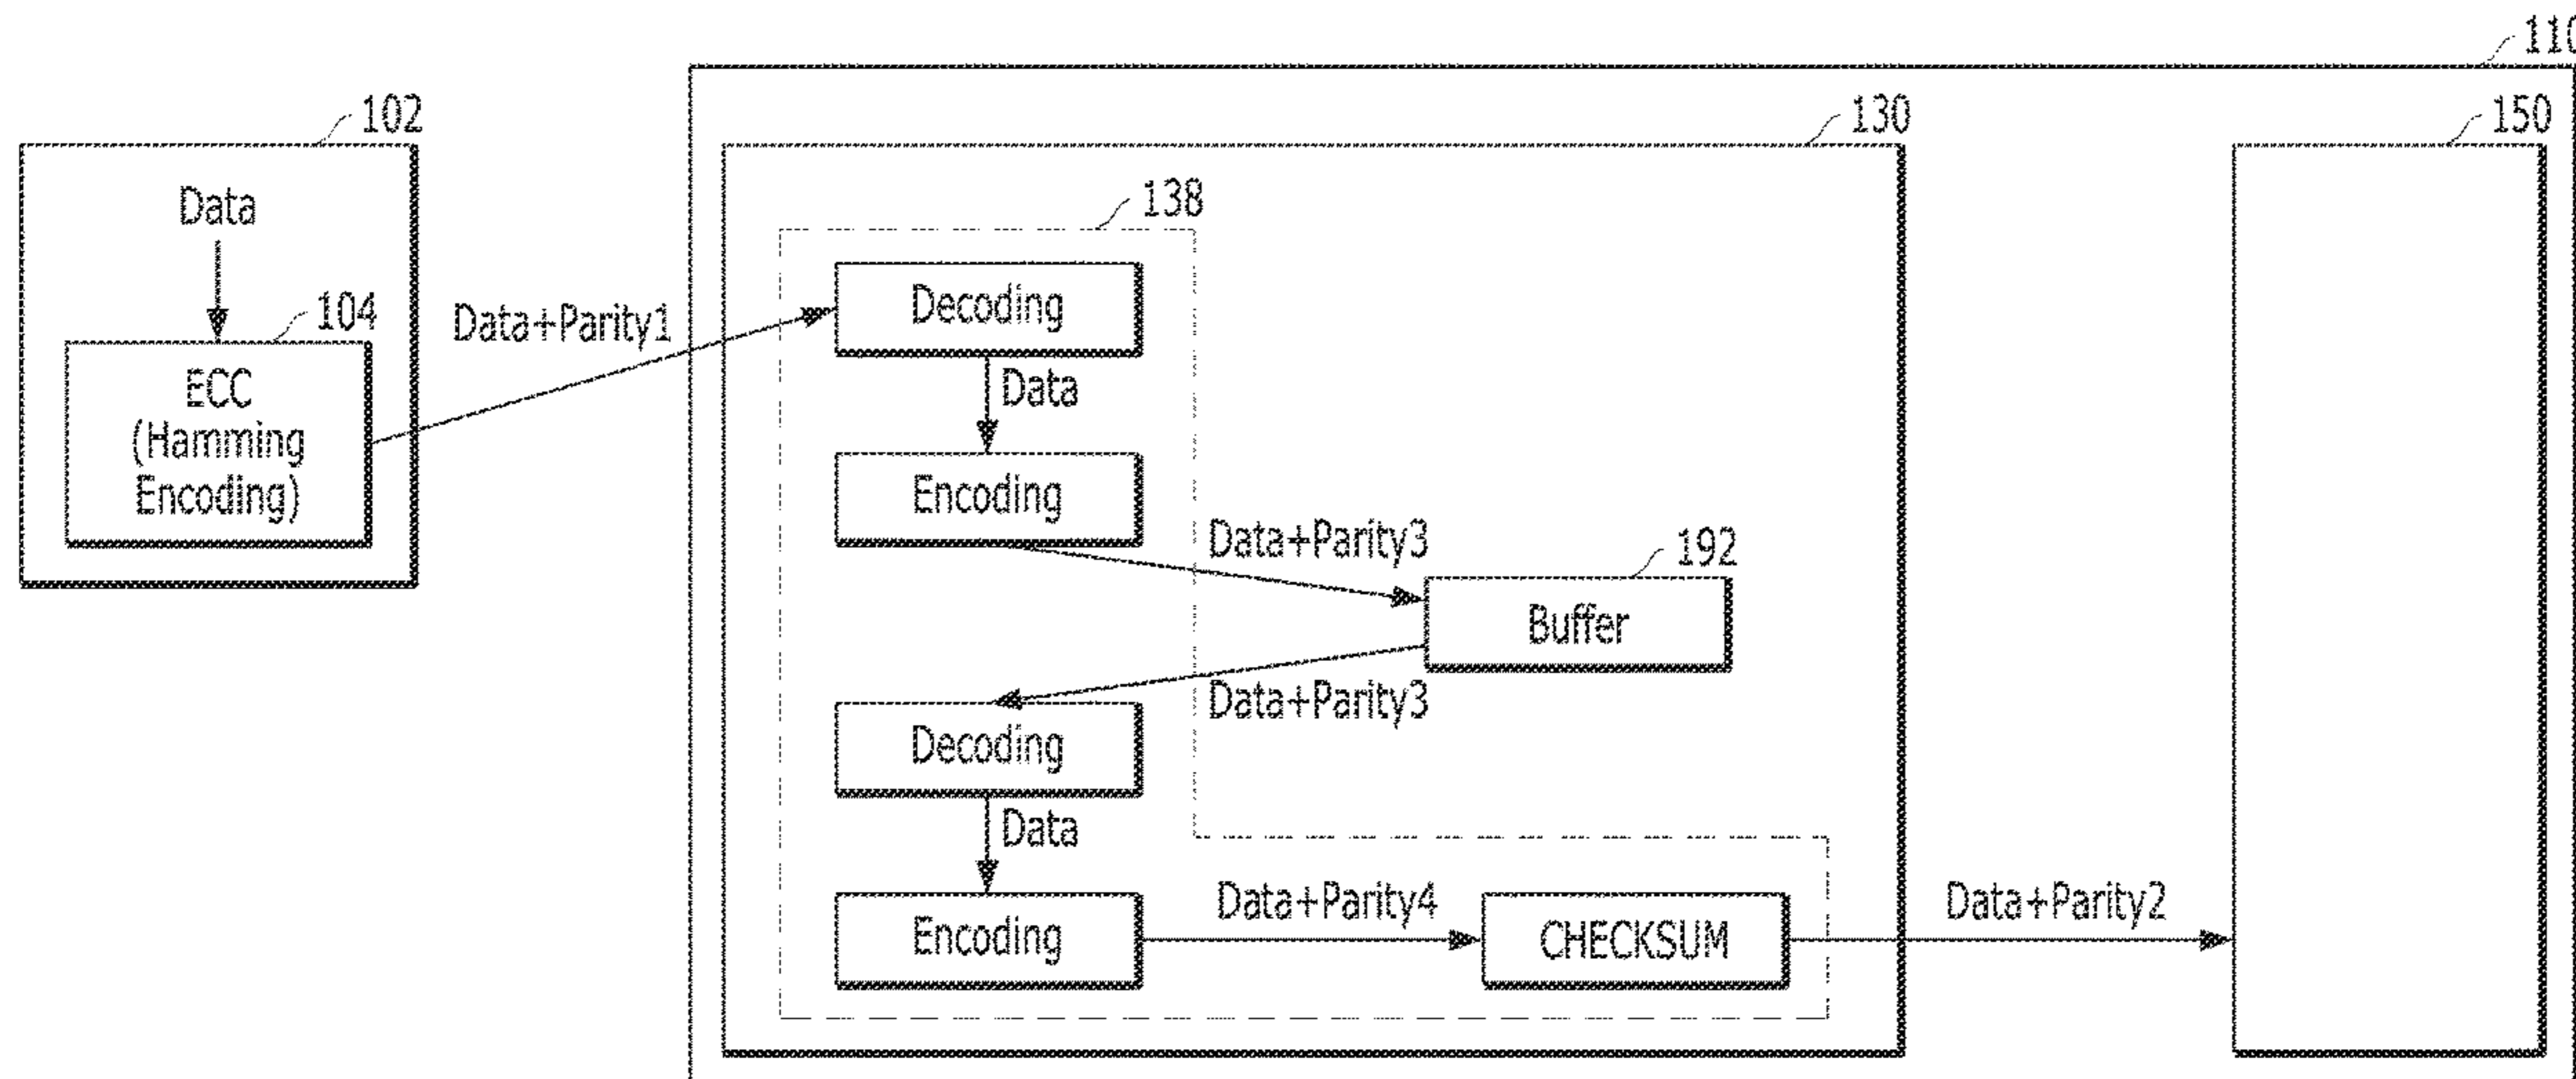 110
102
130
150
Data
138
104
Data+Parity1
Decoding
ECC
(Hamming
Encoding)
Data
Encoding
Data+Parity3
192
Buffer
Data+Parity3
Decoding
Data
Encoding
Data+Parity4
CHECKSUM
Data+Parity2